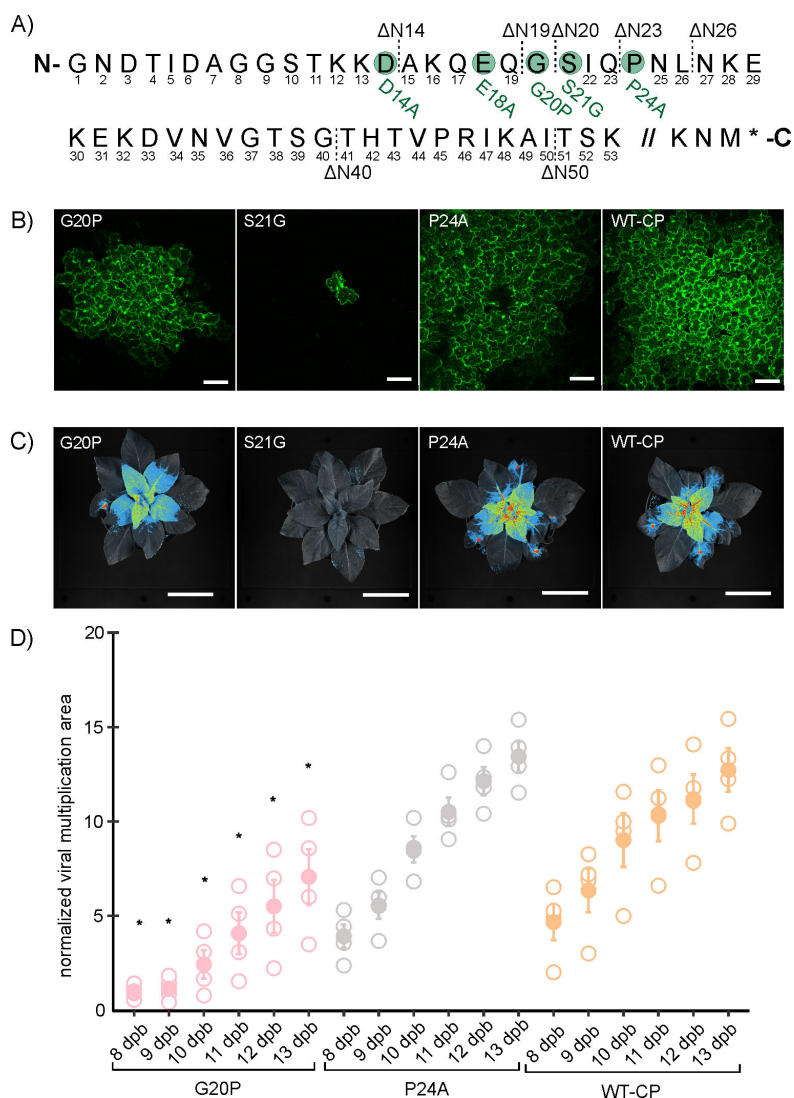 A)
ΔN14 ΔN19 ΔN20 ΔN23 ΔN26
N- G N D T I D A G G S T K K D A K Q E Q G S I Q P N L N K E
1 2 3 4 5 6 7 8 9 10 11 12 13 15 16 17 19 22 23 25 26 27 28 29
D14A E18A G20P S21G P24A
K E K D V N V G T S G T H T V P R I K A I T S K // K N M * -C
30 31 32 33 34 35 36 37 38 39 40 41 42 43 44 45 46 47 48 49 50 51 52 53
ΔN40 ΔN50
B)
G20P S21G P24A WT-CP
C)
G20P S21G P24A WT-CP
D)
normalized viral multiplication area
20
15
10
5
0
* * * * * *
8 dpb 9 dpb 10 dpb 11 dpb 12 dpb 13 dpb 8 dpb 9 dpb 10 dpb 11 dpb 12 dpb 13 dpb 8 dpb 9 dpb 10 dpb 11 dpb 12 dpb 13 dpb
G20P P24A WT-CP